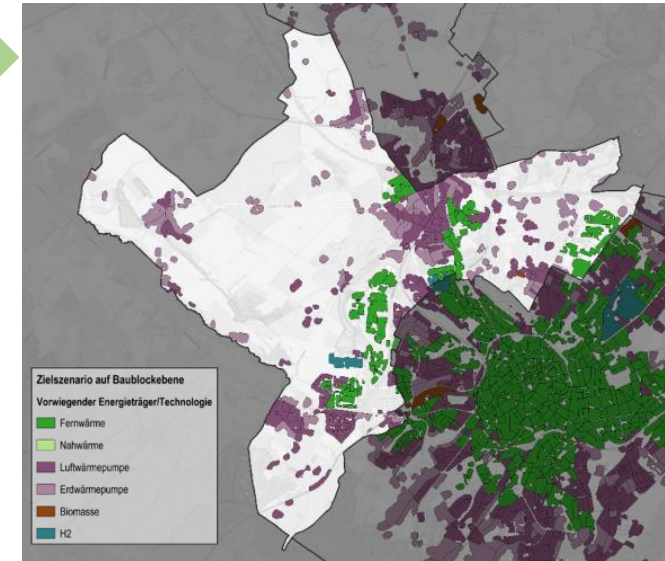 Zielszenario auf Baublockebene
Vorwiegender Energieträger/Technologie
Fernwärme
Nahwärme
Luftwärmepumpe
Erdwärmepumpe
Biomasse
H2